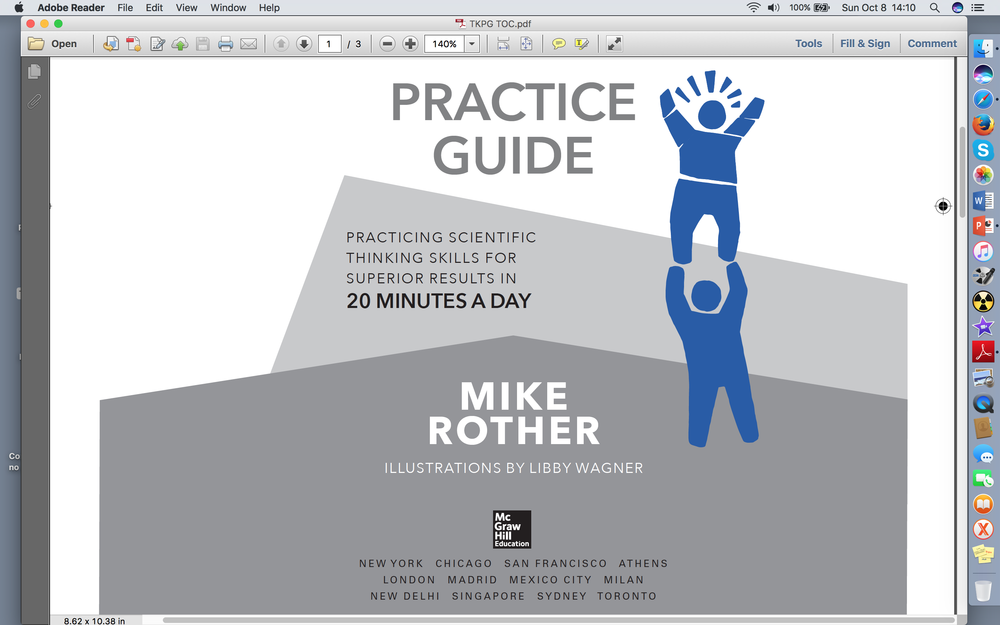 Adobe Reader File Edit View Window Help 100% Sun Oct 8 14:10
TKPG TOC.pdf
Open 1 / 3 140% Tools Fill & Sign Comment
PRACTICE
GUIDE
PRACTICING SCIENTIFIC
THINKING SKILLS FOR
SUPERIOR RESULTS IN
20 MINUTES A DAY
MIKE
ROTHER
ILLUSTRATIONS BY LIBBY WAGNER
Mc
Graw
Hill
Education
NEW YORK CHICAGO SAN FRANCISCO ATHENS
LONDON MADRID MEXICO CITY MILAN
NEW DELHI SINGAPORE SYDNEY TORONTO
Co
no
8.62 x 10.38 in